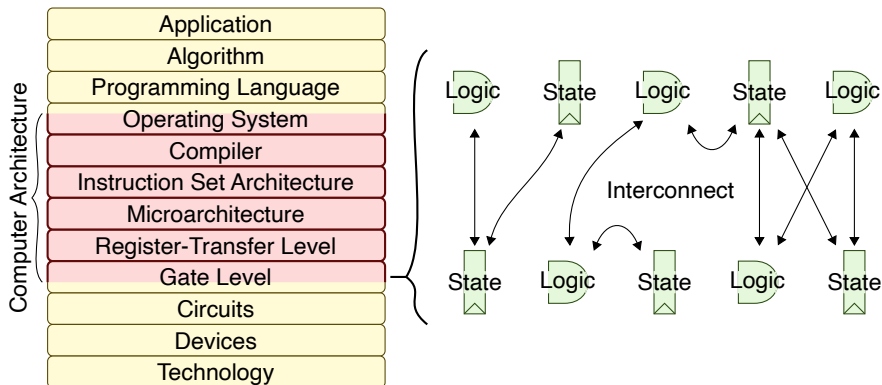 Computer Architecture
Application
Algorithm
Programming Language
Operating System
Compiler
Instruction Set Architecture
Microarchitecture
Register-Transfer Level
Gate Level
Circuits
Devices
Technology
Logic State Logic State Logic
Interconnect
State Logic State Logic State